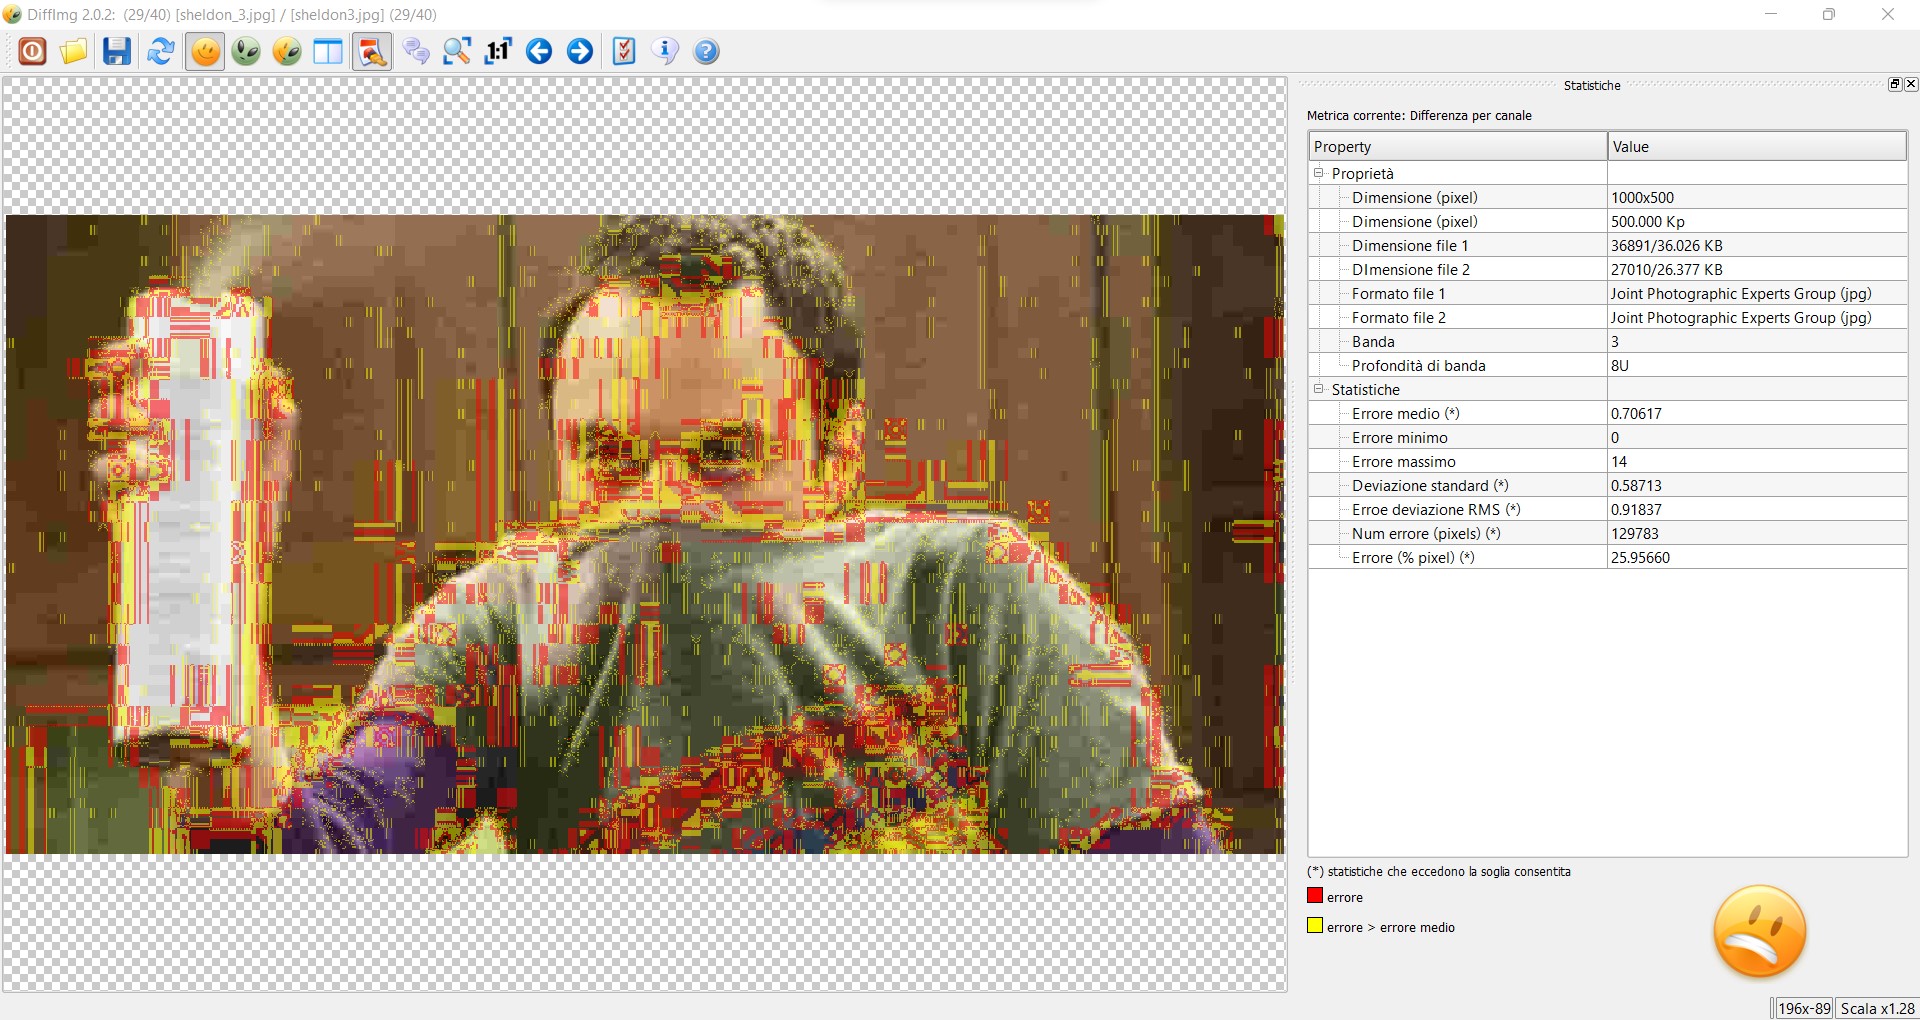 DiffImg 2.0.2: (29/40) [sheldon_3.jpg] / [sheldon3.jpg] (29/40)
1:1
Statistiche
Metrica corrente: Differenza per canale
Property Value
Proprietà
Dimensione (pixel) 1000x500
Dimensione (pixel) 500.000 Kp
Dimensione file 1 36891/36.026 KB
DImensione file 2 27010/26.377 KB
Formato file 1 Joint Photographic Experts Group (jpg)
Formato file 2 Joint Photographic Experts Group (jpg)
Banda 3
Profondità di banda 8U
Statistiche
Errore medio (*) 0.70617
Errore minimo 0
Errore massimo 14
Deviazione standard (*) 0.58713
Erroe deviazione RMS (*) 0.91837
Num errore (pixels) (*) 129783
Errore (% pixel) (*) 25.95660
(*) statistiche che eccedono la soglia consentita
errore
errore > errore medio
196x-89 Scala x1.28